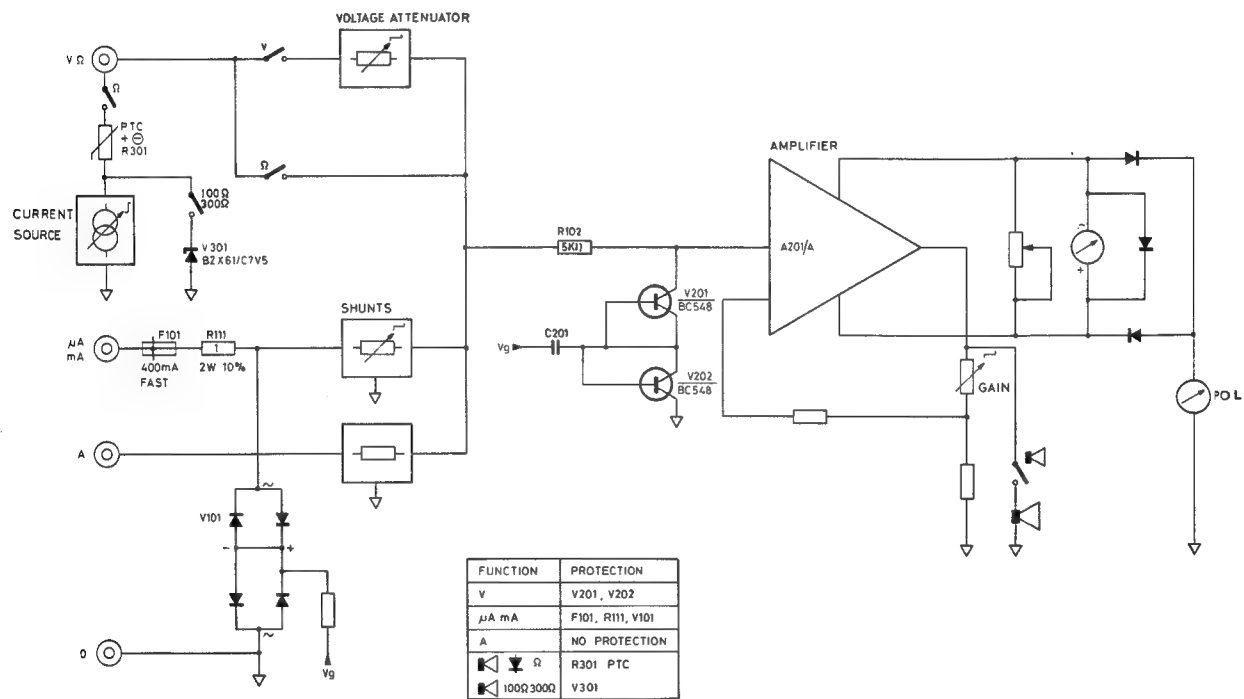 VOLTAGE ATTENUATOR
V Ω
V
Ω
PTC
+ ⊖
R301
Ω
100Ω
300Ω
CURRENT
SOURCE
V301
BZX61/C7V5
AMPLIFIER
A201/A
R102
5KΩ
V201
BC548
C201
Vg
V202
BC548
~
+
GAIN
POL
SHUNTS
μA
mA
F101
400mA
FAST
R111
1
2W 10%
A
~
V101
- +
~
Vg
0
FUNCTION PROTECTION
V V201, V202
μA mA F101, R111, V101
A NO PROTECTION
Ω R301 PTC
100Ω300Ω V301